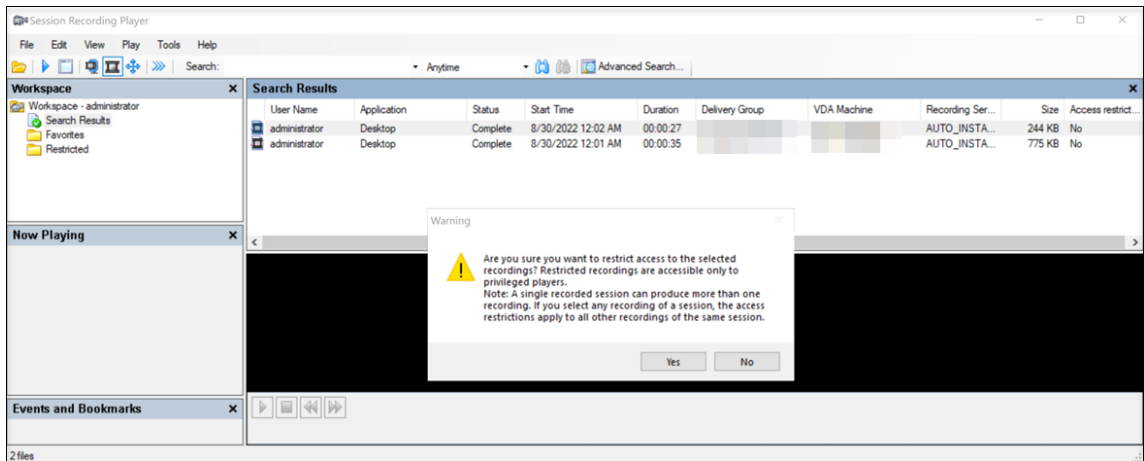 Session Recording Player
File Edit View Play Tools Help
Search: Anytime Advanced Search...
Workspace
Workspace - administrator
Search Results
Favorites
Restricted
Search Results
User Name Application Status Start Time Duration Delivery Group VDA Machine Recording Ser... Size Access restrict...
administrator Desktop Complete 8/30/2022 12:02 AM 00:00:27 AUTO_INSTA... 244 KB No
administrator Desktop Complete 8/30/2022 12:01 AM 00:00:35 AUTO_INSTA... 775 KB No
Now Playing
Warning
Are you sure you want to restrict access to the selected
recordings? Restricted recordings are accessible only to
privileged players.
Note: A single recorded session can produce more than one
recording. If you select any recording of a session, the access
restrictions apply to all other recordings of the same session.
Yes No
Events and Bookmarks
2 files